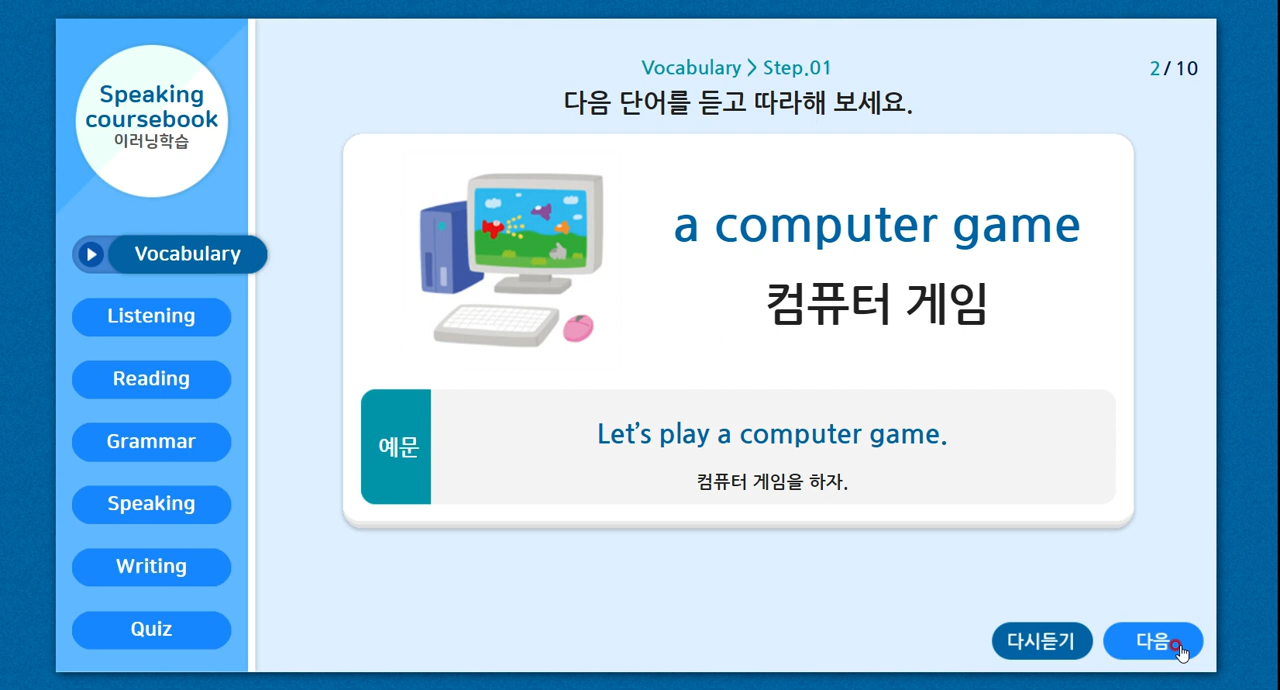 Speaking
coursebook
이러닝학습
Vocabulary
Listening
Reading
Grammar
Speaking
Writing
Quiz
Vocabulary > Step.01
2 / 10
다음 단어를 듣고 따라해 보세요.
a computer game
컴퓨터 게임
예문
Let's play a computer game.
컴퓨터 게임을 하자.
다시듣기
다음